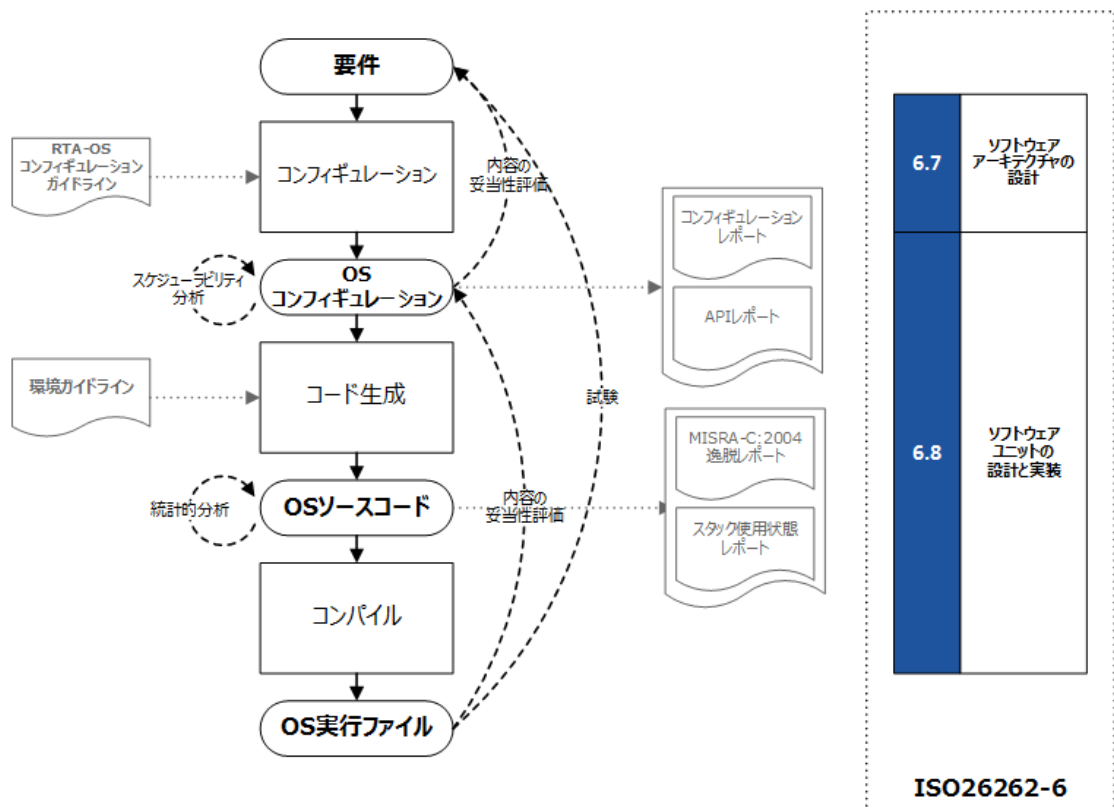 要件
RTA-OS
コンフィギュレーション
ガイドライン
コンフィギュレーション
内容の
妥当性評価
コンフィギュレーション
レポート
APIレポート
スケジューラビリティ
分析
OS
コンフィギュレーション
環境ガイドライン
コード生成
試験
MISRA-C:2004
逸脱レポート
スタック使用状態
レポート
統計的分析
OSソースコード
内容の
妥当性評価
コンパイル
OS実行ファイル
6.7
ソフトウェア
アーキテクチャの
設計
6.8
ソフトウェア
ユニットの
設計と実装
ISO26262-6